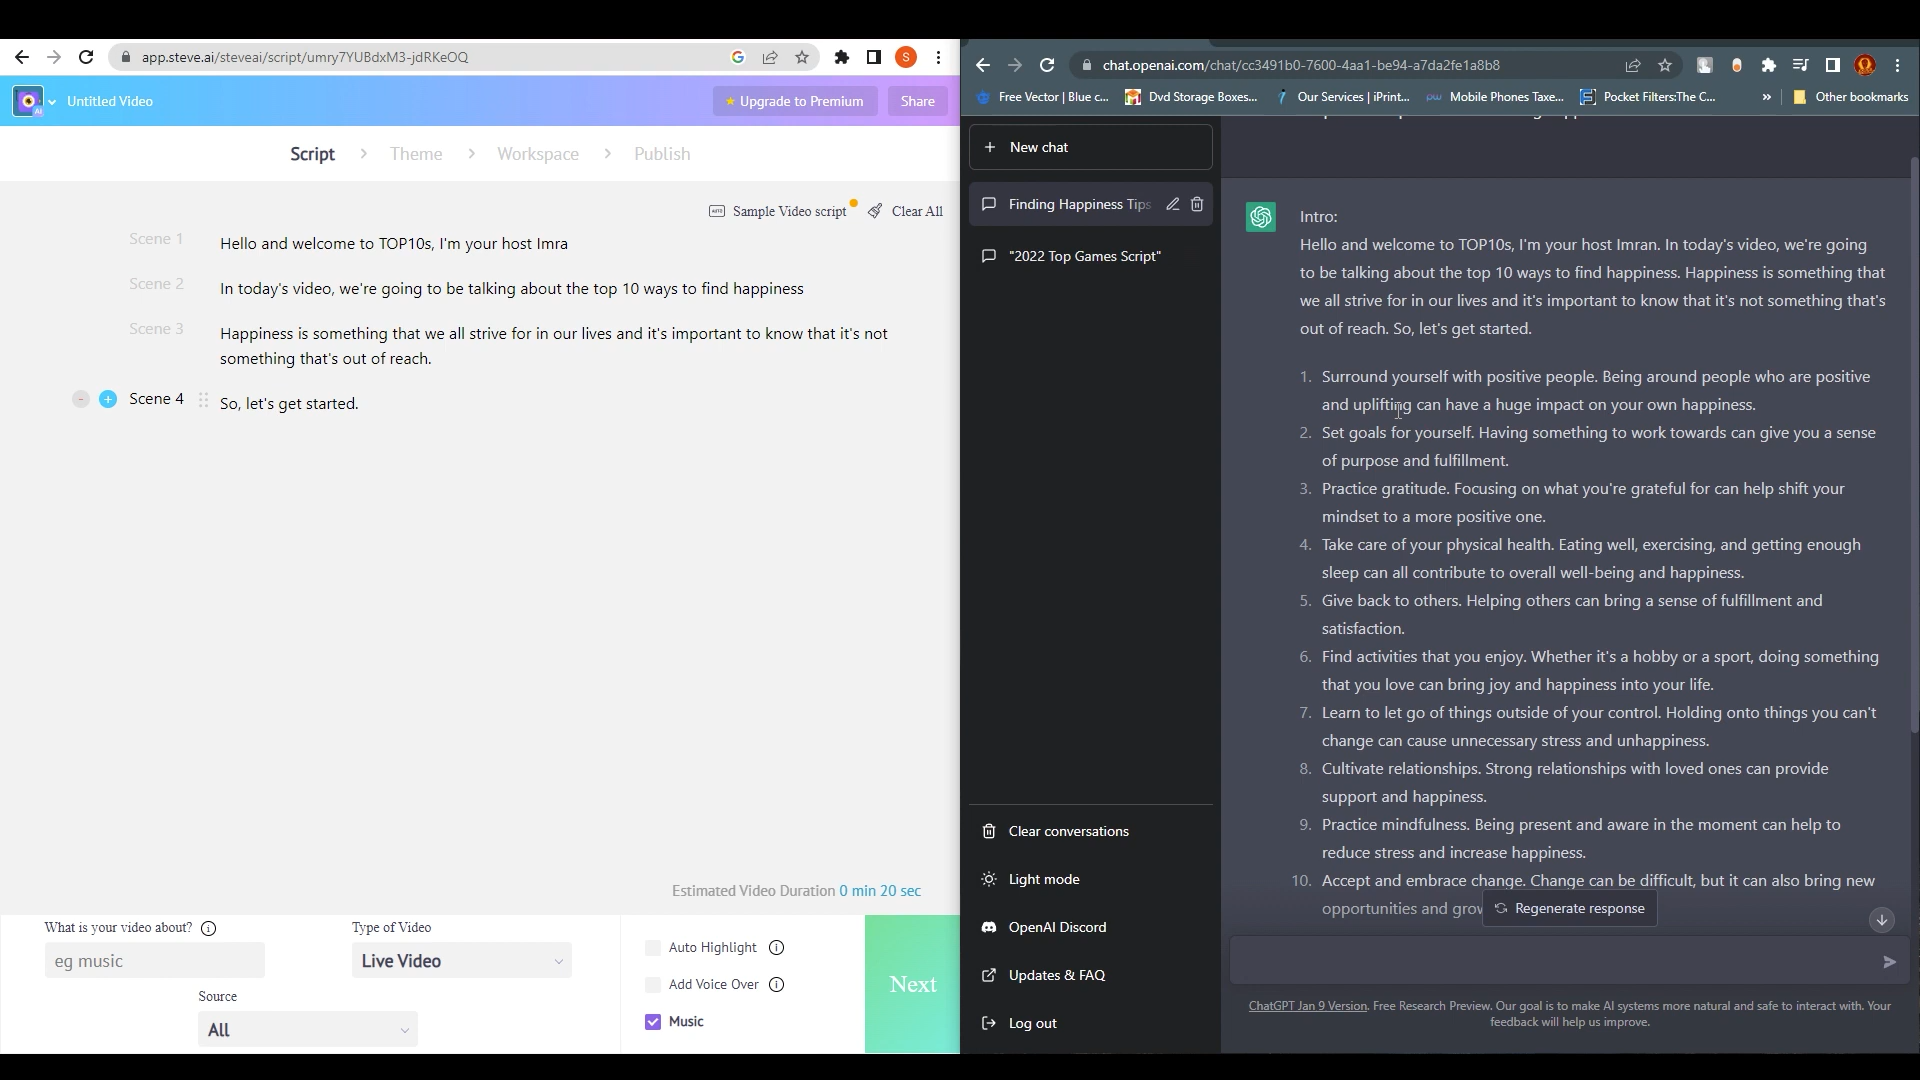 app.steve.ai/steveai/script/umry7YUBdxM3-jdRKeOQ
S
Untitled Video
Upgrade to Premium
Share
Script > Theme > Workspace > Publish
Sample Video script
Clear All
Scene 1
Hello and welcome to TOP10s, I'm your host Imra
Scene 2
In today's video, we're going to be talking about the top 10 ways to find happiness
Scene 3
Happiness is something that we all strive for in our lives and it's important to know that it's not
something that's out of reach.
Scene 4
So, let's get started.
Estimated Video Duration 0 min 20 sec
What is your video about?
eg music
Type of Video
Live Video
Source
All
Auto Highlight
Add Voice Over
Music
Next
chat.openai.com/chat/cc3491b0-7600-4aa1-be94-a7da2fe1a8b8
Free Vector | Blue c...
Dvd Storage Boxes...
Our Services | iPrint...
Mobile Phones Taxe...
Pocket Filters:The C...
»
Other bookmarks
+ New chat
Finding Happiness Tips
"2022 Top Games Script"
Clear conversations
Light mode
OpenAI Discord
Updates & FAQ
Log out
Intro:
Hello and welcome to TOP10s, I'm your host Imran. In today's video, we're going
to be talking about the top 10 ways to find happiness. Happiness is something that
we all strive for in our lives and it's important to know that it's not something that's
out of reach. So, let's get started.
1. Surround yourself with positive people. Being around people who are positive
and uplifting can have a huge impact on your own happiness.
2. Set goals for yourself. Having something to work towards can give you a sense
of purpose and fulfillment.
3. Practice gratitude. Focusing on what you're grateful for can help shift your
mindset to a more positive one.
4. Take care of your physical health. Eating well, exercising, and getting enough
sleep can all contribute to overall well-being and happiness.
5. Give back to others. Helping others can bring a sense of fulfillment and
satisfaction.
6. Find activities that you enjoy. Whether it's a hobby or a sport, doing something
that you love can bring joy and happiness into your life.
7. Learn to let go of things outside of your control. Holding onto things you can't
change can cause unnecessary stress and unhappiness.
8. Cultivate relationships. Strong relationships with loved ones can provide
support and happiness.
9. Practice mindfulness. Being present and aware in the moment can help to
reduce stress and increase happiness.
10. Accept and embrace change. Change can be difficult, but it can also bring new
opportunities and grow
Regenerate response
ChatGPT Jan 9 Version. Free Research Preview. Our goal is to make AI systems more natural and safe to interact with. Your
feedback will help us improve.